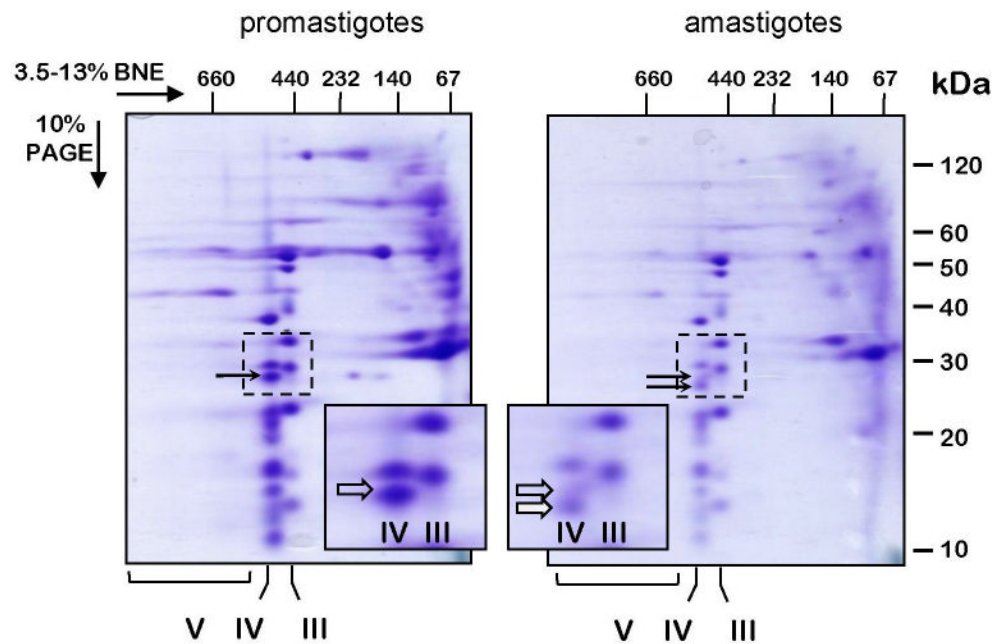 promastigotes amastigotes
3.5-13% BNE 660 440 232 140 67 660 440 232 140 67 kDa
10%
PAGE
120
60
50
40
30
20
IV III IV III
10
V IV III V IV III